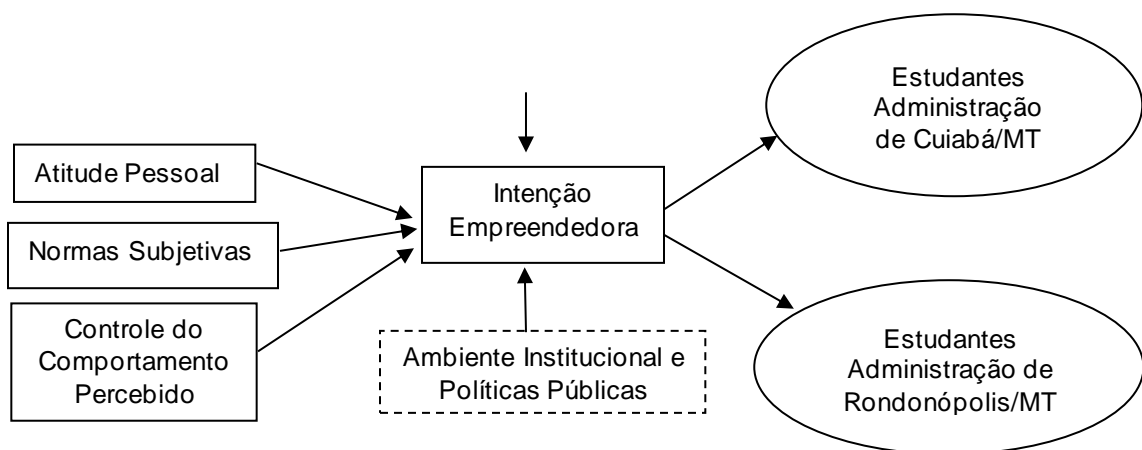 Atitude Pessoal
Normas Subjetivas
Controle do
Comportamento
Percebido
Intenção
Empreendedora
Ambiente Institucional e
Políticas Públicas
Estudantes
Administração
de Cuiabá/MT
Estudantes
Administração de
Rondonópolis/MT